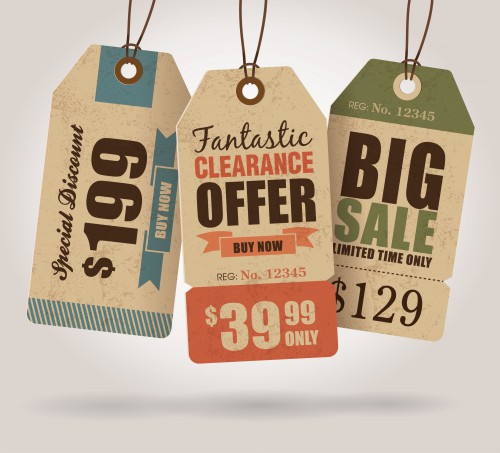 Special Discount
$199
BUY NOW
Fantastic
CLEARANCE
OFFER
BUY NOW
REG: No. 12345
$39 99
ONLY
REG: No. 12345
BIG
SALE
LIMITED TIME ONLY
$129